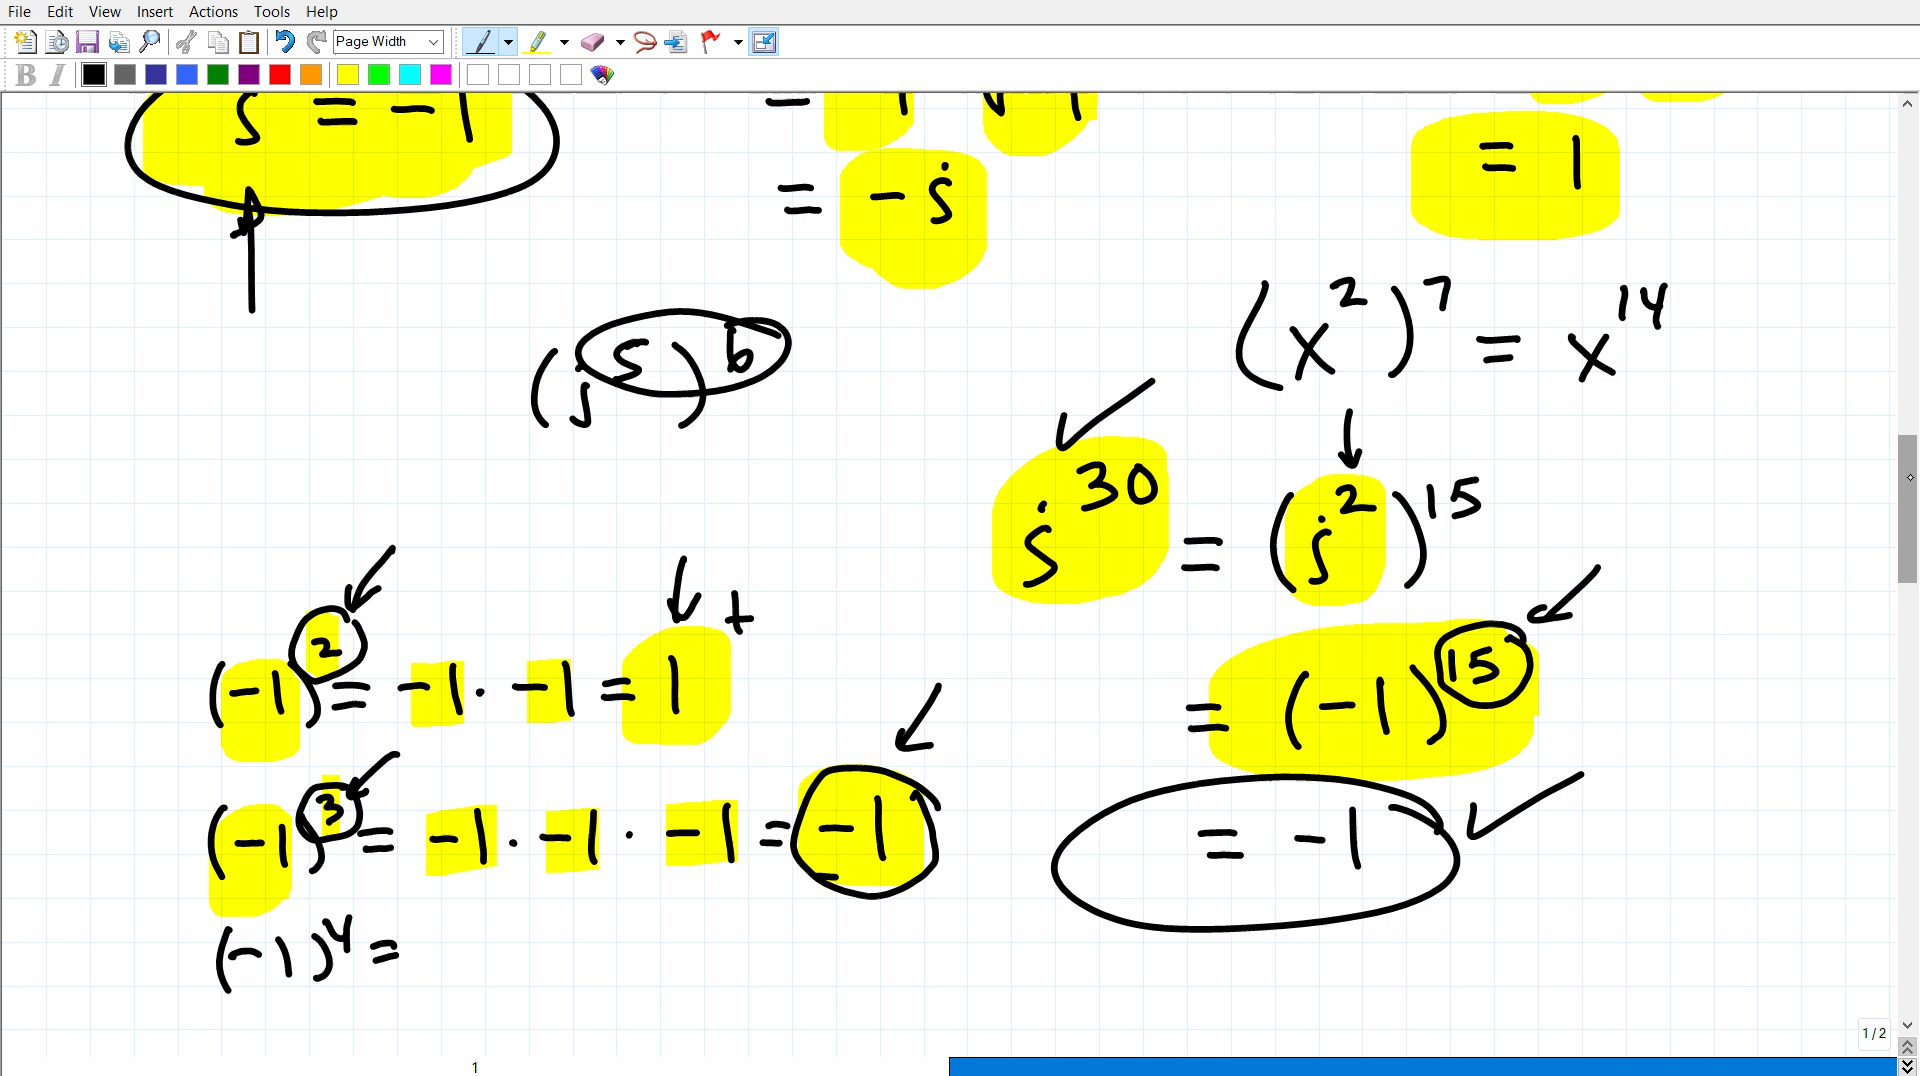 File Edit View Insert Actions Tools Help
Page Width
B I
= -1
= -i
= 1
(x²)⁷ = x¹⁴
(i⁵)⁶
i³⁰ = (i²)¹⁵
+
(-1)² = -1 · -1 = 1
= (-1)¹⁵
(-1)³ = -1 · -1 · -1 = -1
= -1
(-1)⁴ =
1 / 2
1